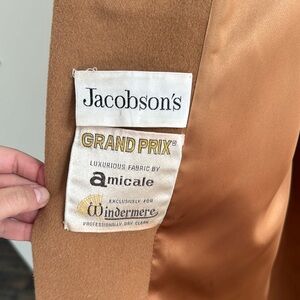 Jacobson's
GRAND PRIX®
LUXURIOUS FABRIC BY
amicale
EXCLUSIVELY FOR
Windermere
PROFESSIONALLY DRY CLEAN